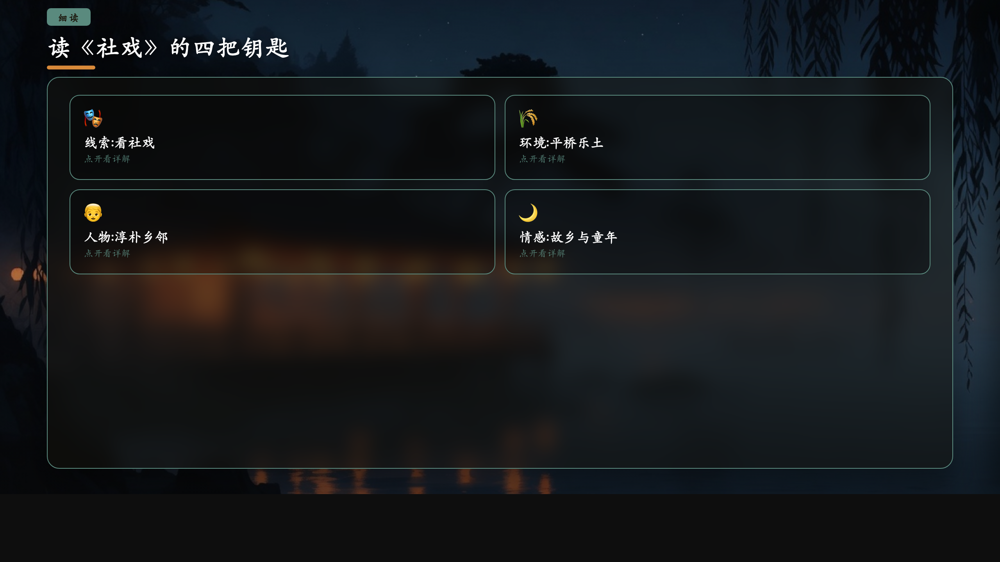 细读
读《社戏》的四把钥匙
线索:看社戏
点开看详解
环境:平桥乐土
点开看详解
人物:淳朴乡邻
点开看详解
情感:故乡与童年
点开看详解